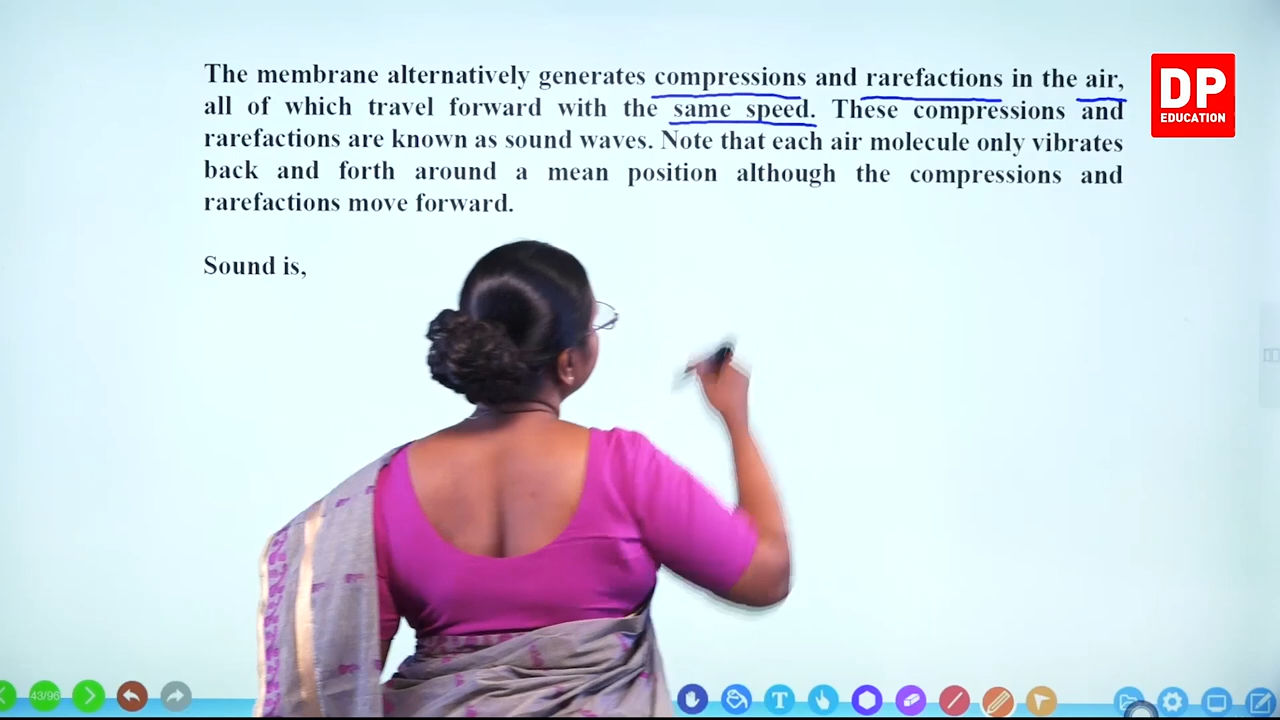 The membrane alternatively generates compressions and rarefactions in the air,
all of which travel forward with the same speed. These compressions and
rarefactions are known as sound waves. Note that each air molecule only vibrates
back and forth around a mean position although the compressions and
rarefactions move forward.
Sound is,
DP
EDUCATION
43/96